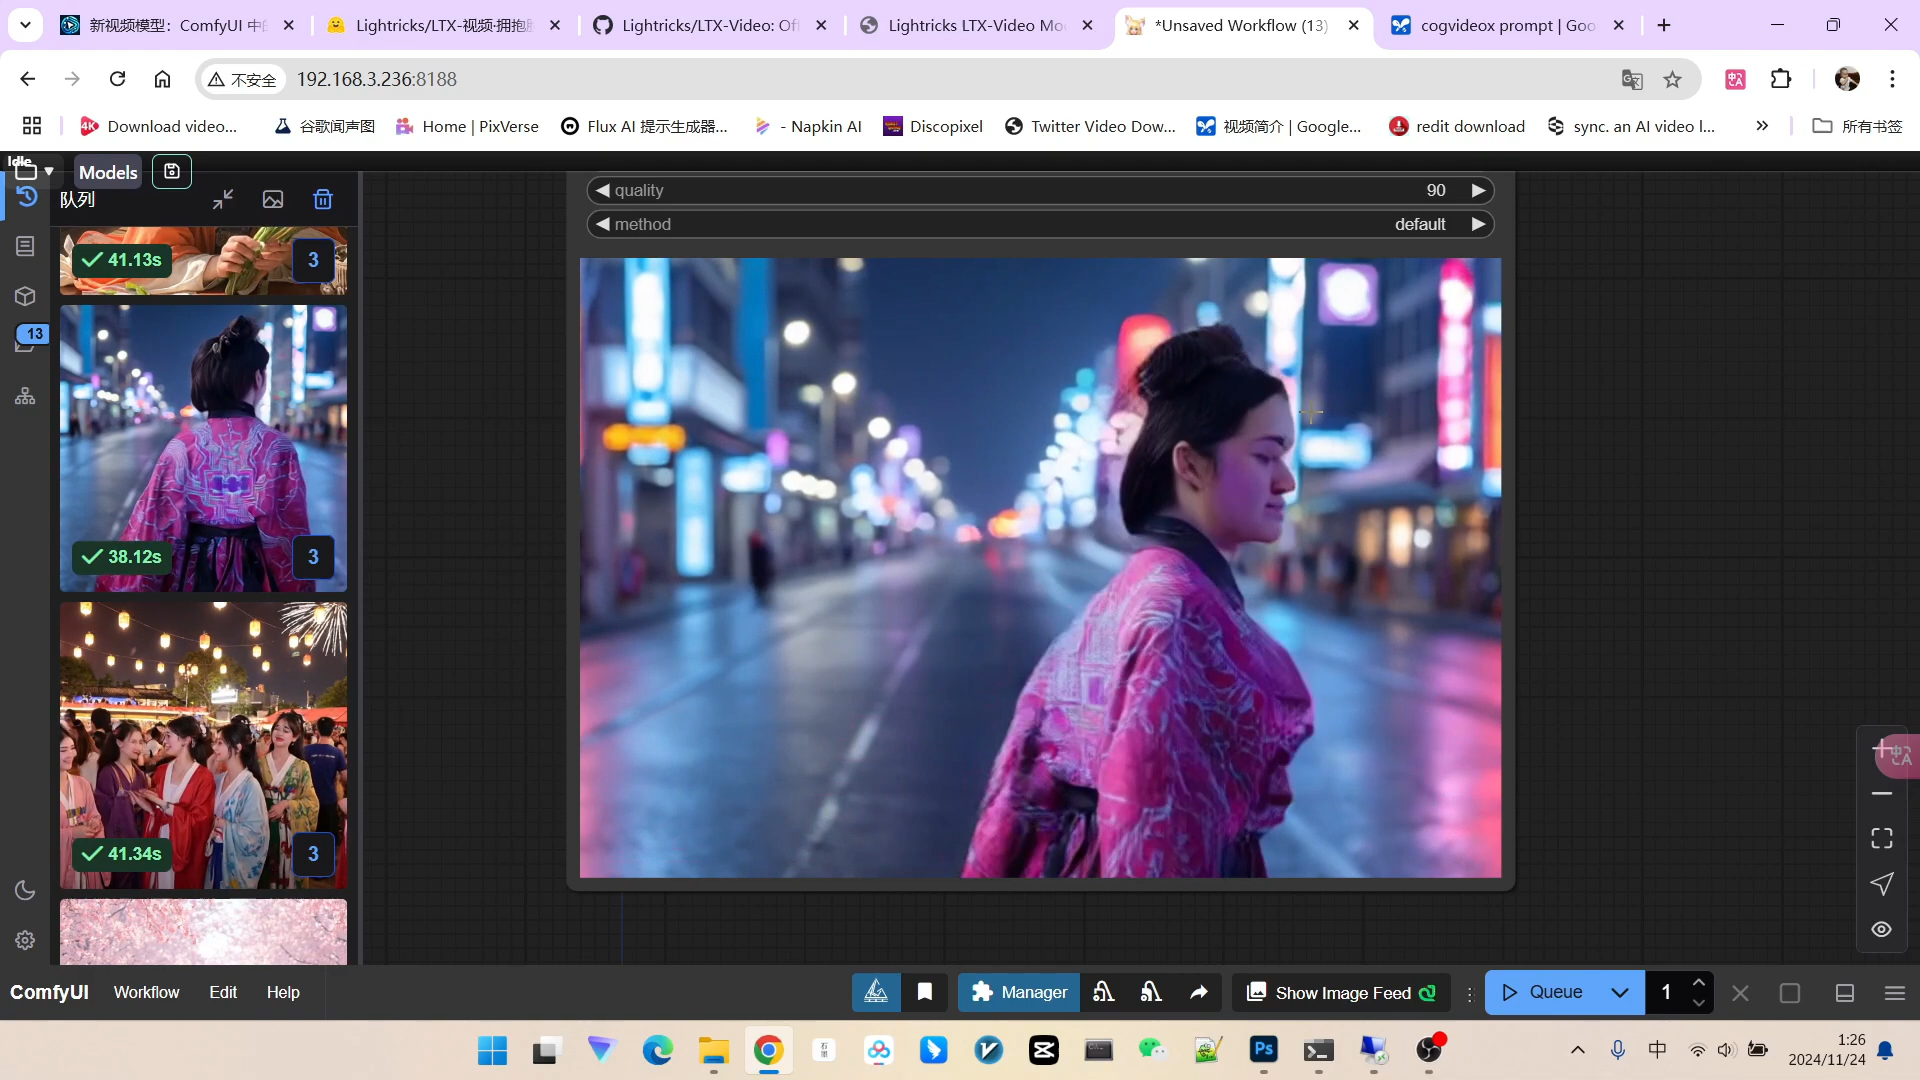 新视频模型：ComfyUI 中
Lightricks/LTX-视频·拥抱
Lightricks/LTX-Video: Of
Lightricks LTX-Video Mo
*Unsaved Workflow (13)
cogvideox prompt | Goo
不安全
192.168.3.236:8188
Download video...
谷歌闻声图
Home | PixVerse
Flux AI 提示生成器...
- Napkin AI
Discopixel
Twitter Video Dow...
视频简介 | Google...
redit download
sync. an AI video l...
所有书签
Idle
Models
队列
quality
90
method
default
41.13s
3
13
38.12s
3
41.34s
3
ComfyUI
Workflow
Edit
Help
Manager
Show Image Feed
Queue
1
中
1:26
2024/11/24